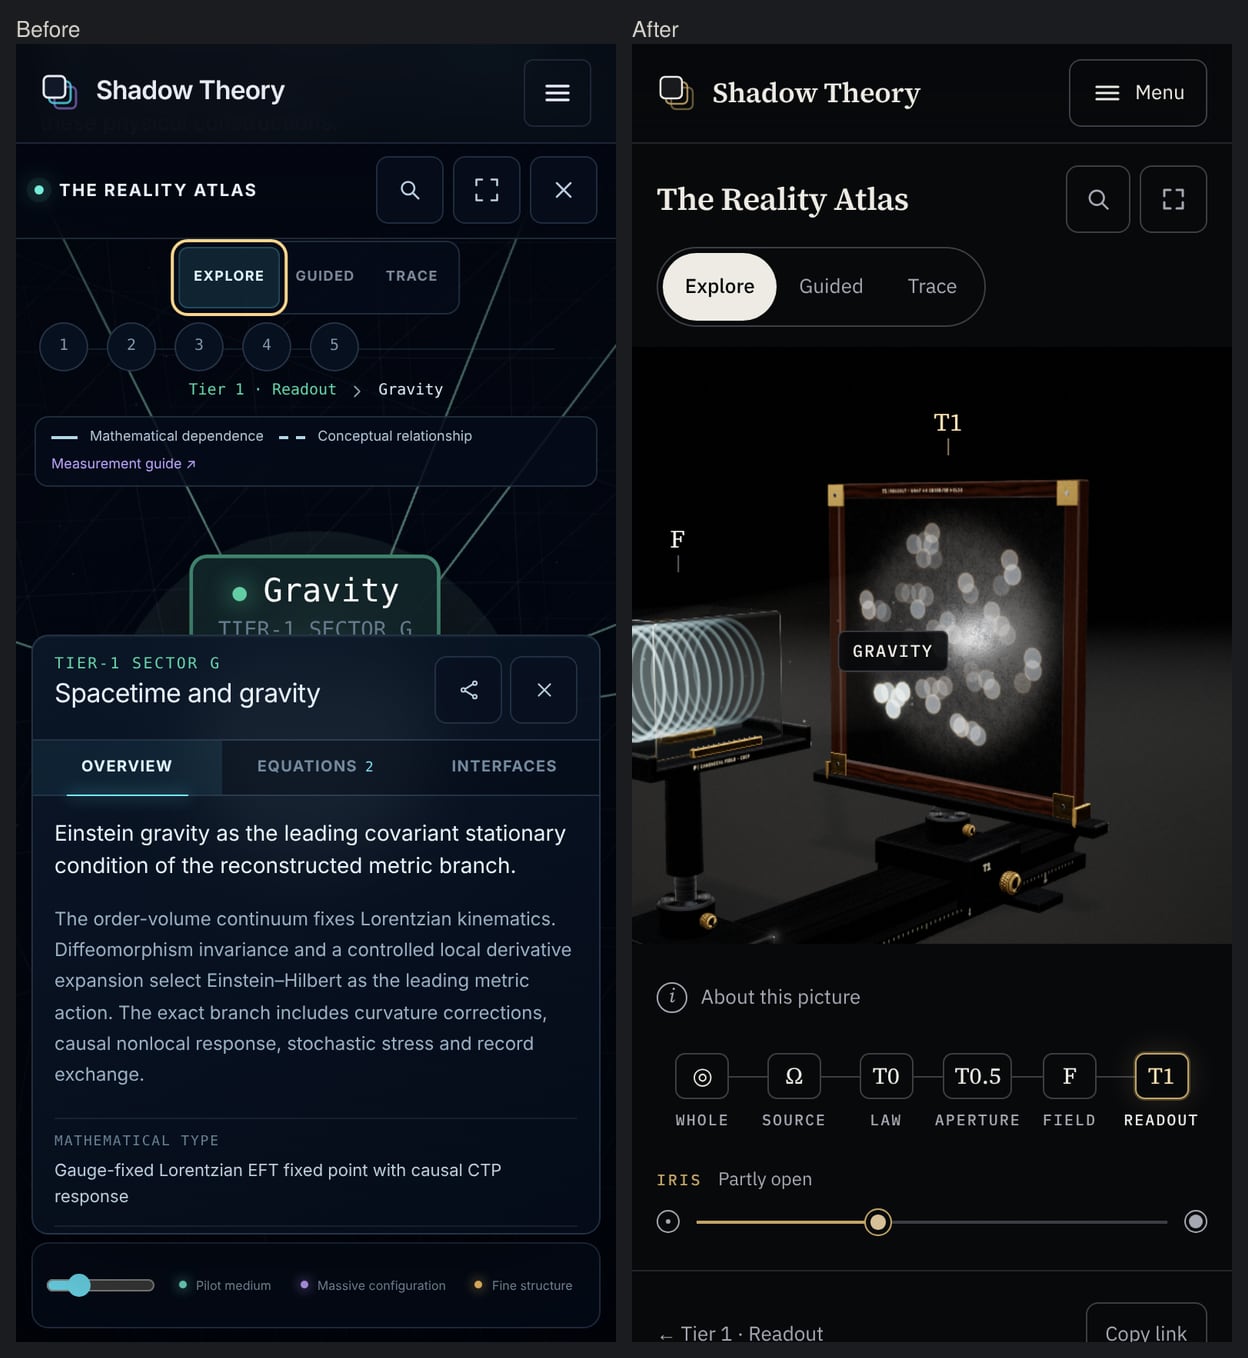 Before
Shadow Theory
these physical constructions.
THE REALITY ATLAS
EXPLORE GUIDED TRACE
1 2 3 4 5
Tier 1 · Readout > Gravity
Mathematical dependence Conceptual relationship
Measurement guide ↗
Gravity
TIER-1 SECTOR G
TIER-1 SECTOR G
Spacetime and gravity
OVERVIEW EQUATIONS 2 INTERFACES
Einstein gravity as the leading covariant stationary
condition of the reconstructed metric branch.
The order-volume continuum fixes Lorentzian kinematics.
Diffeomorphism invariance and a controlled local derivative
expansion select Einstein–Hilbert as the leading metric
action. The exact branch includes curvature corrections,
causal nonlocal response, stochastic stress and record
exchange.
MATHEMATICAL TYPE
Gauge-fixed Lorentzian EFT fixed point with causal CTP
response
Pilot medium Massive configuration Fine structure
After
Shadow Theory
Menu
The Reality Atlas
Explore Guided Trace
T1
F
GRAVITY
T1
i About this picture
◎ Ω T0 T0.5 F T1
WHOLE SOURCE LAW APERTURE FIELD READOUT
IRIS Partly open
← Tier 1 · Readout
Copy link